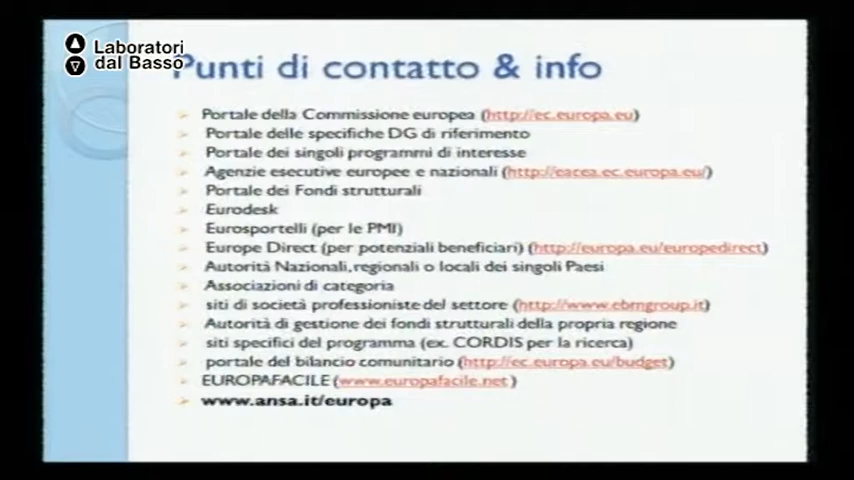 Laboratori
dal Basso
Punti di contatto & info
Portale della Commissione europea (http://ec.europa.eu)
Portale delle specifiche DG di riferimento
Portale dei singoli programmi di interesse
Agenzie esecutive europee e nazionali (http://eacea.ec.europa.eu/)
Portale dei Fondi strutturali
Eurodesk
Eurosportelli (per le PMI)
Europe Direct (per potenziali beneficiari) (http://europa.eu/europedirect)
Autorità Nazionali, regionali o locali dei singoli Paesi
Associazioni di categoria
siti di società professioniste del settore (http://www.ebmgroup.it)
Autorità di gestione dei fondi strutturali della propria regione
siti specifici del programma (ex. CORDIS per la ricerca)
portale del bilancio comunitario (http://ec.europa.eu/budget)
EUROPAFACILE (www.europafacile.net )
www.ansa.it/europa